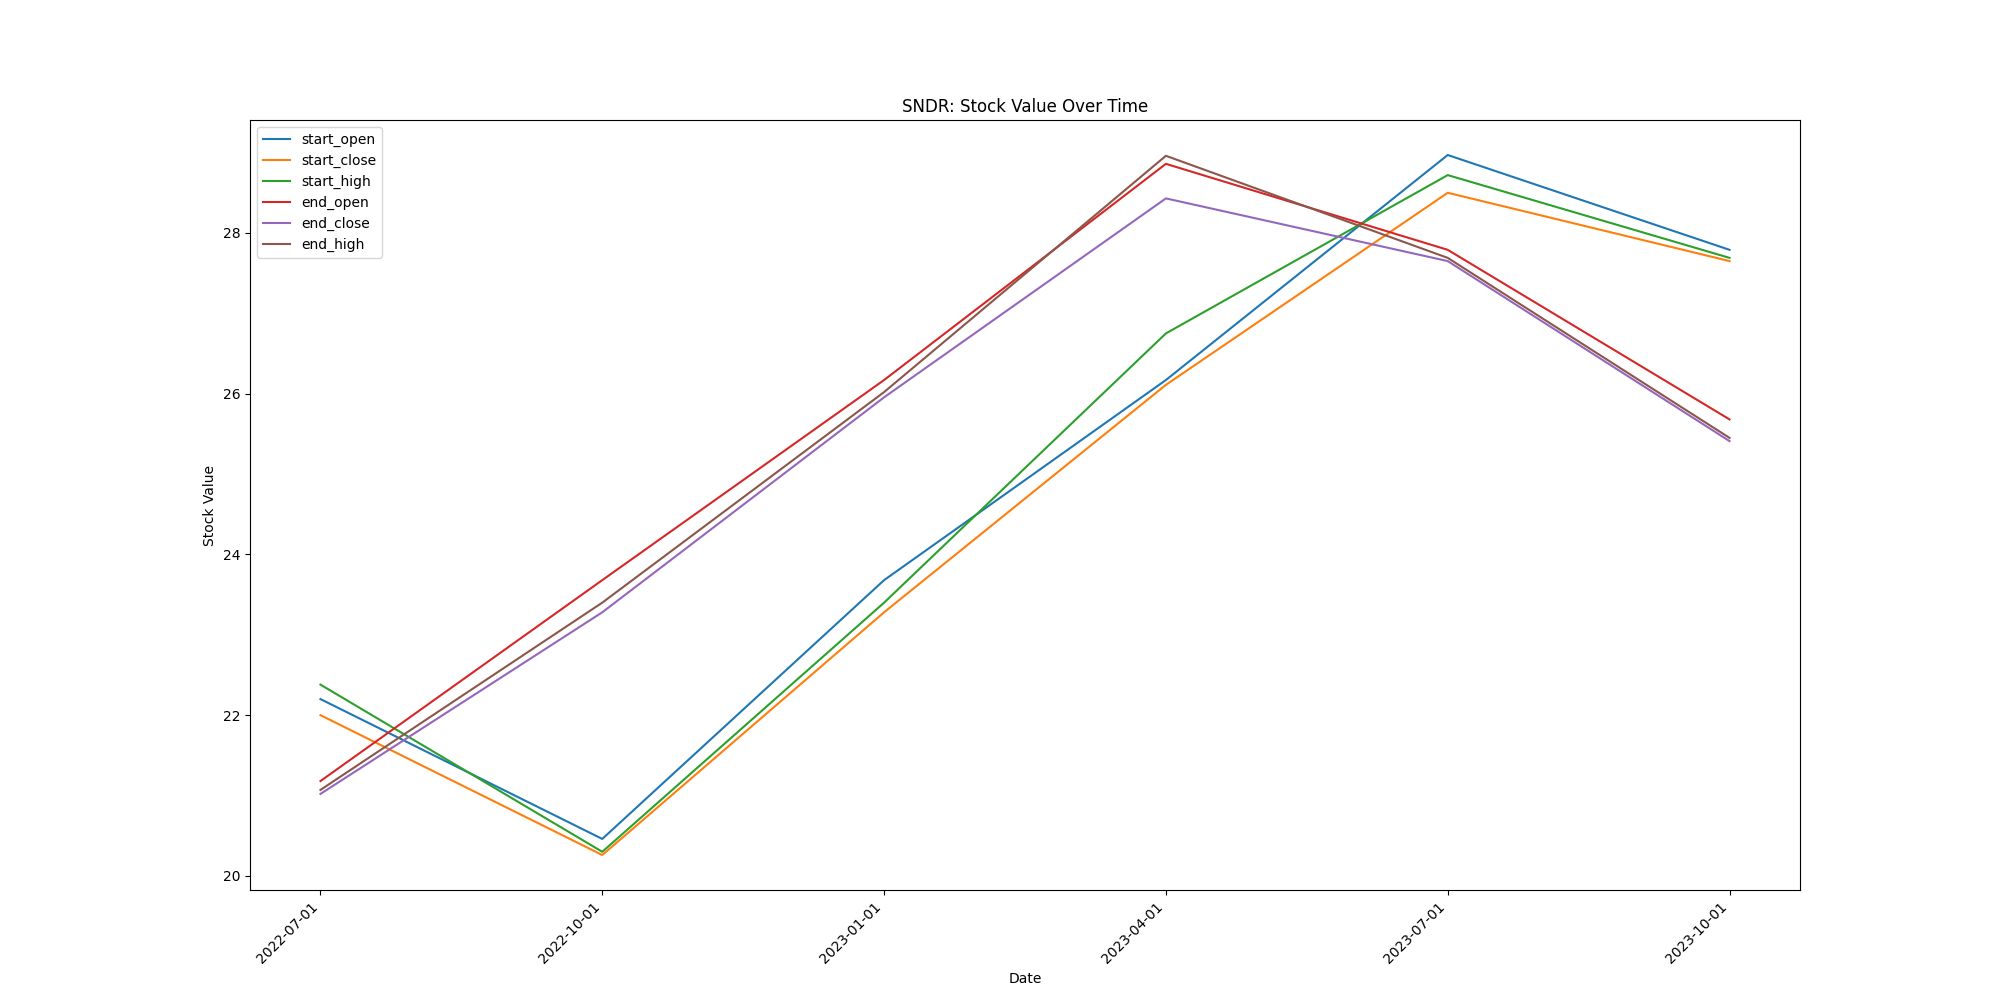 SNDR: Stock Value Over Time
start_open
start_close
start_high
end_open
end_close
end_high
Stock Value
28
26
24
22
20
2022-07-01
2022-10-01
2023-01-01
2023-04-01
2023-07-01
2023-10-01
Date